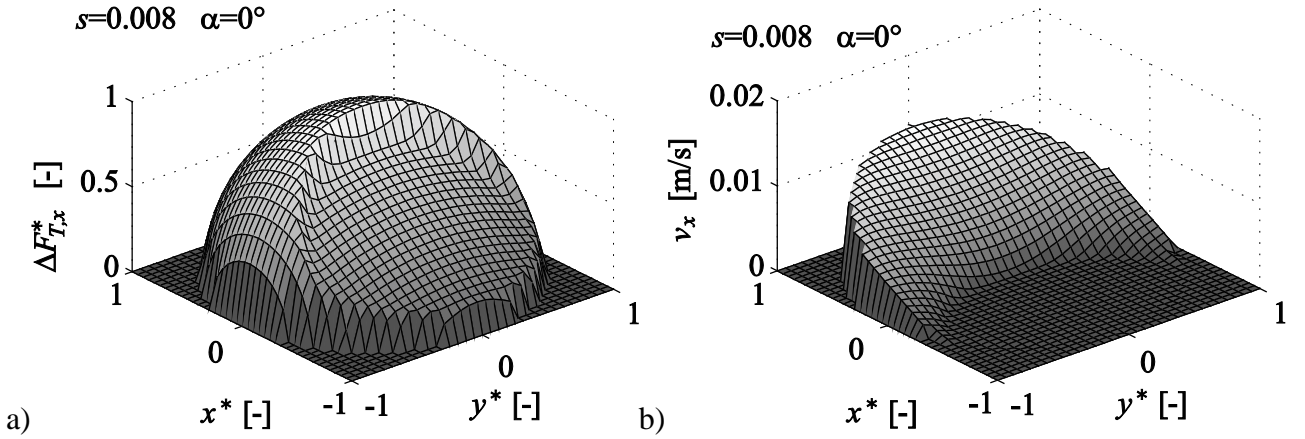 s=0.008 α=0°
ΔF*T,x [-]
1
0.5
0
1
0
-1
x* [-]
-1
0
1
y* [-]
a)
s=0.008 α=0°
vx [m/s]
0.02
0.01
0
1
0
-1
x* [-]
-1
0
1
y* [-]
b)